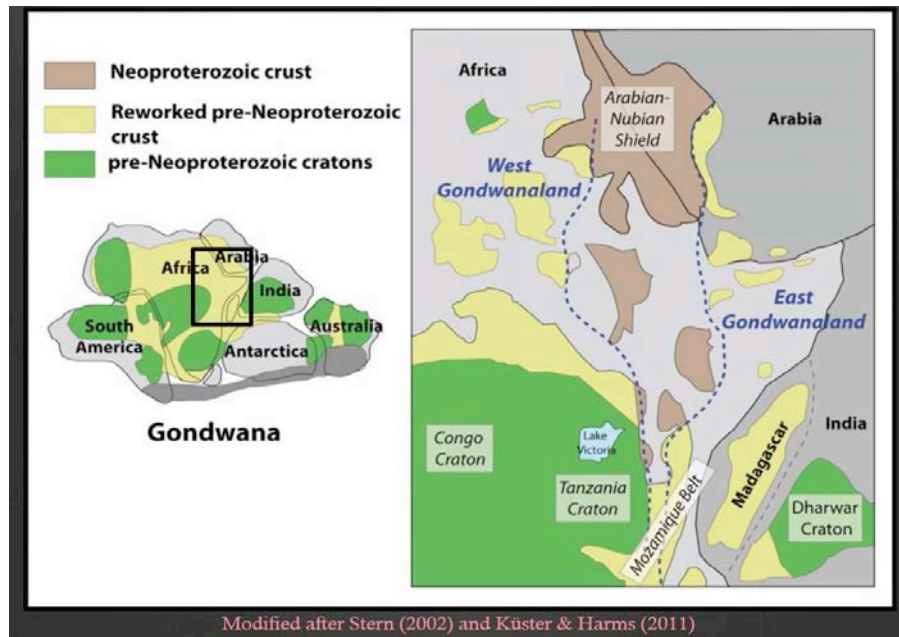 Neoproterozoic crust
Reworked pre-Neoproterozoic
crust
pre-Neoproterozoic cratons
Africa
Arabia
India
South
America
Antarctica
Australia
Gondwana
Africa
Arabian-
Nubian
Shield
Arabia
West
Gondwanaland
East
Gondwanaland
Congo
Craton
Lake
Victoria
Tanzania
Craton
Mozamique Belt
Madagascar
India
Dharwar
Craton
Modified after Stern (2002) and Küster & Harms (2011)